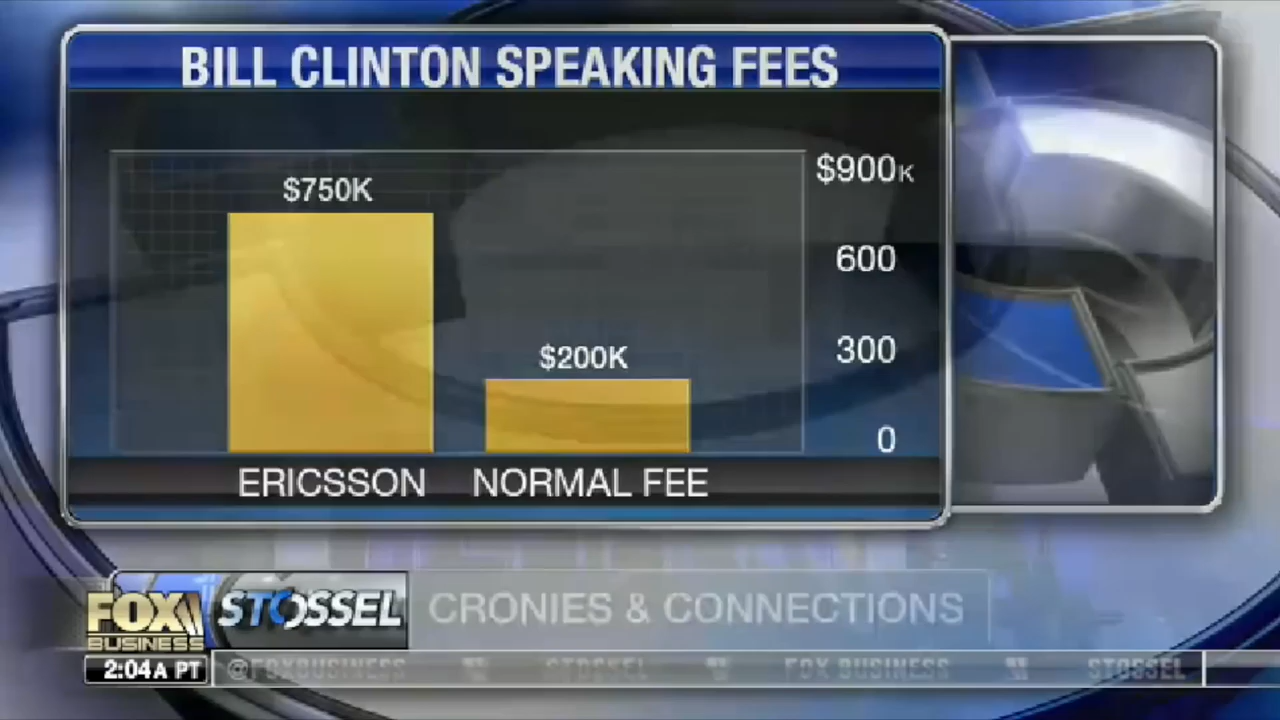 BILL CLINTON SPEAKING FEES
$900K
$750K
600
$200K
300
0
ERICSSON NORMAL FEE
FOX
BUSINESS
STOSSEL
CRONIES & CONNECTIONS
2:04A PT
@FOXBUSINESS STOSSEL FOX BUSINESS STOSSEL